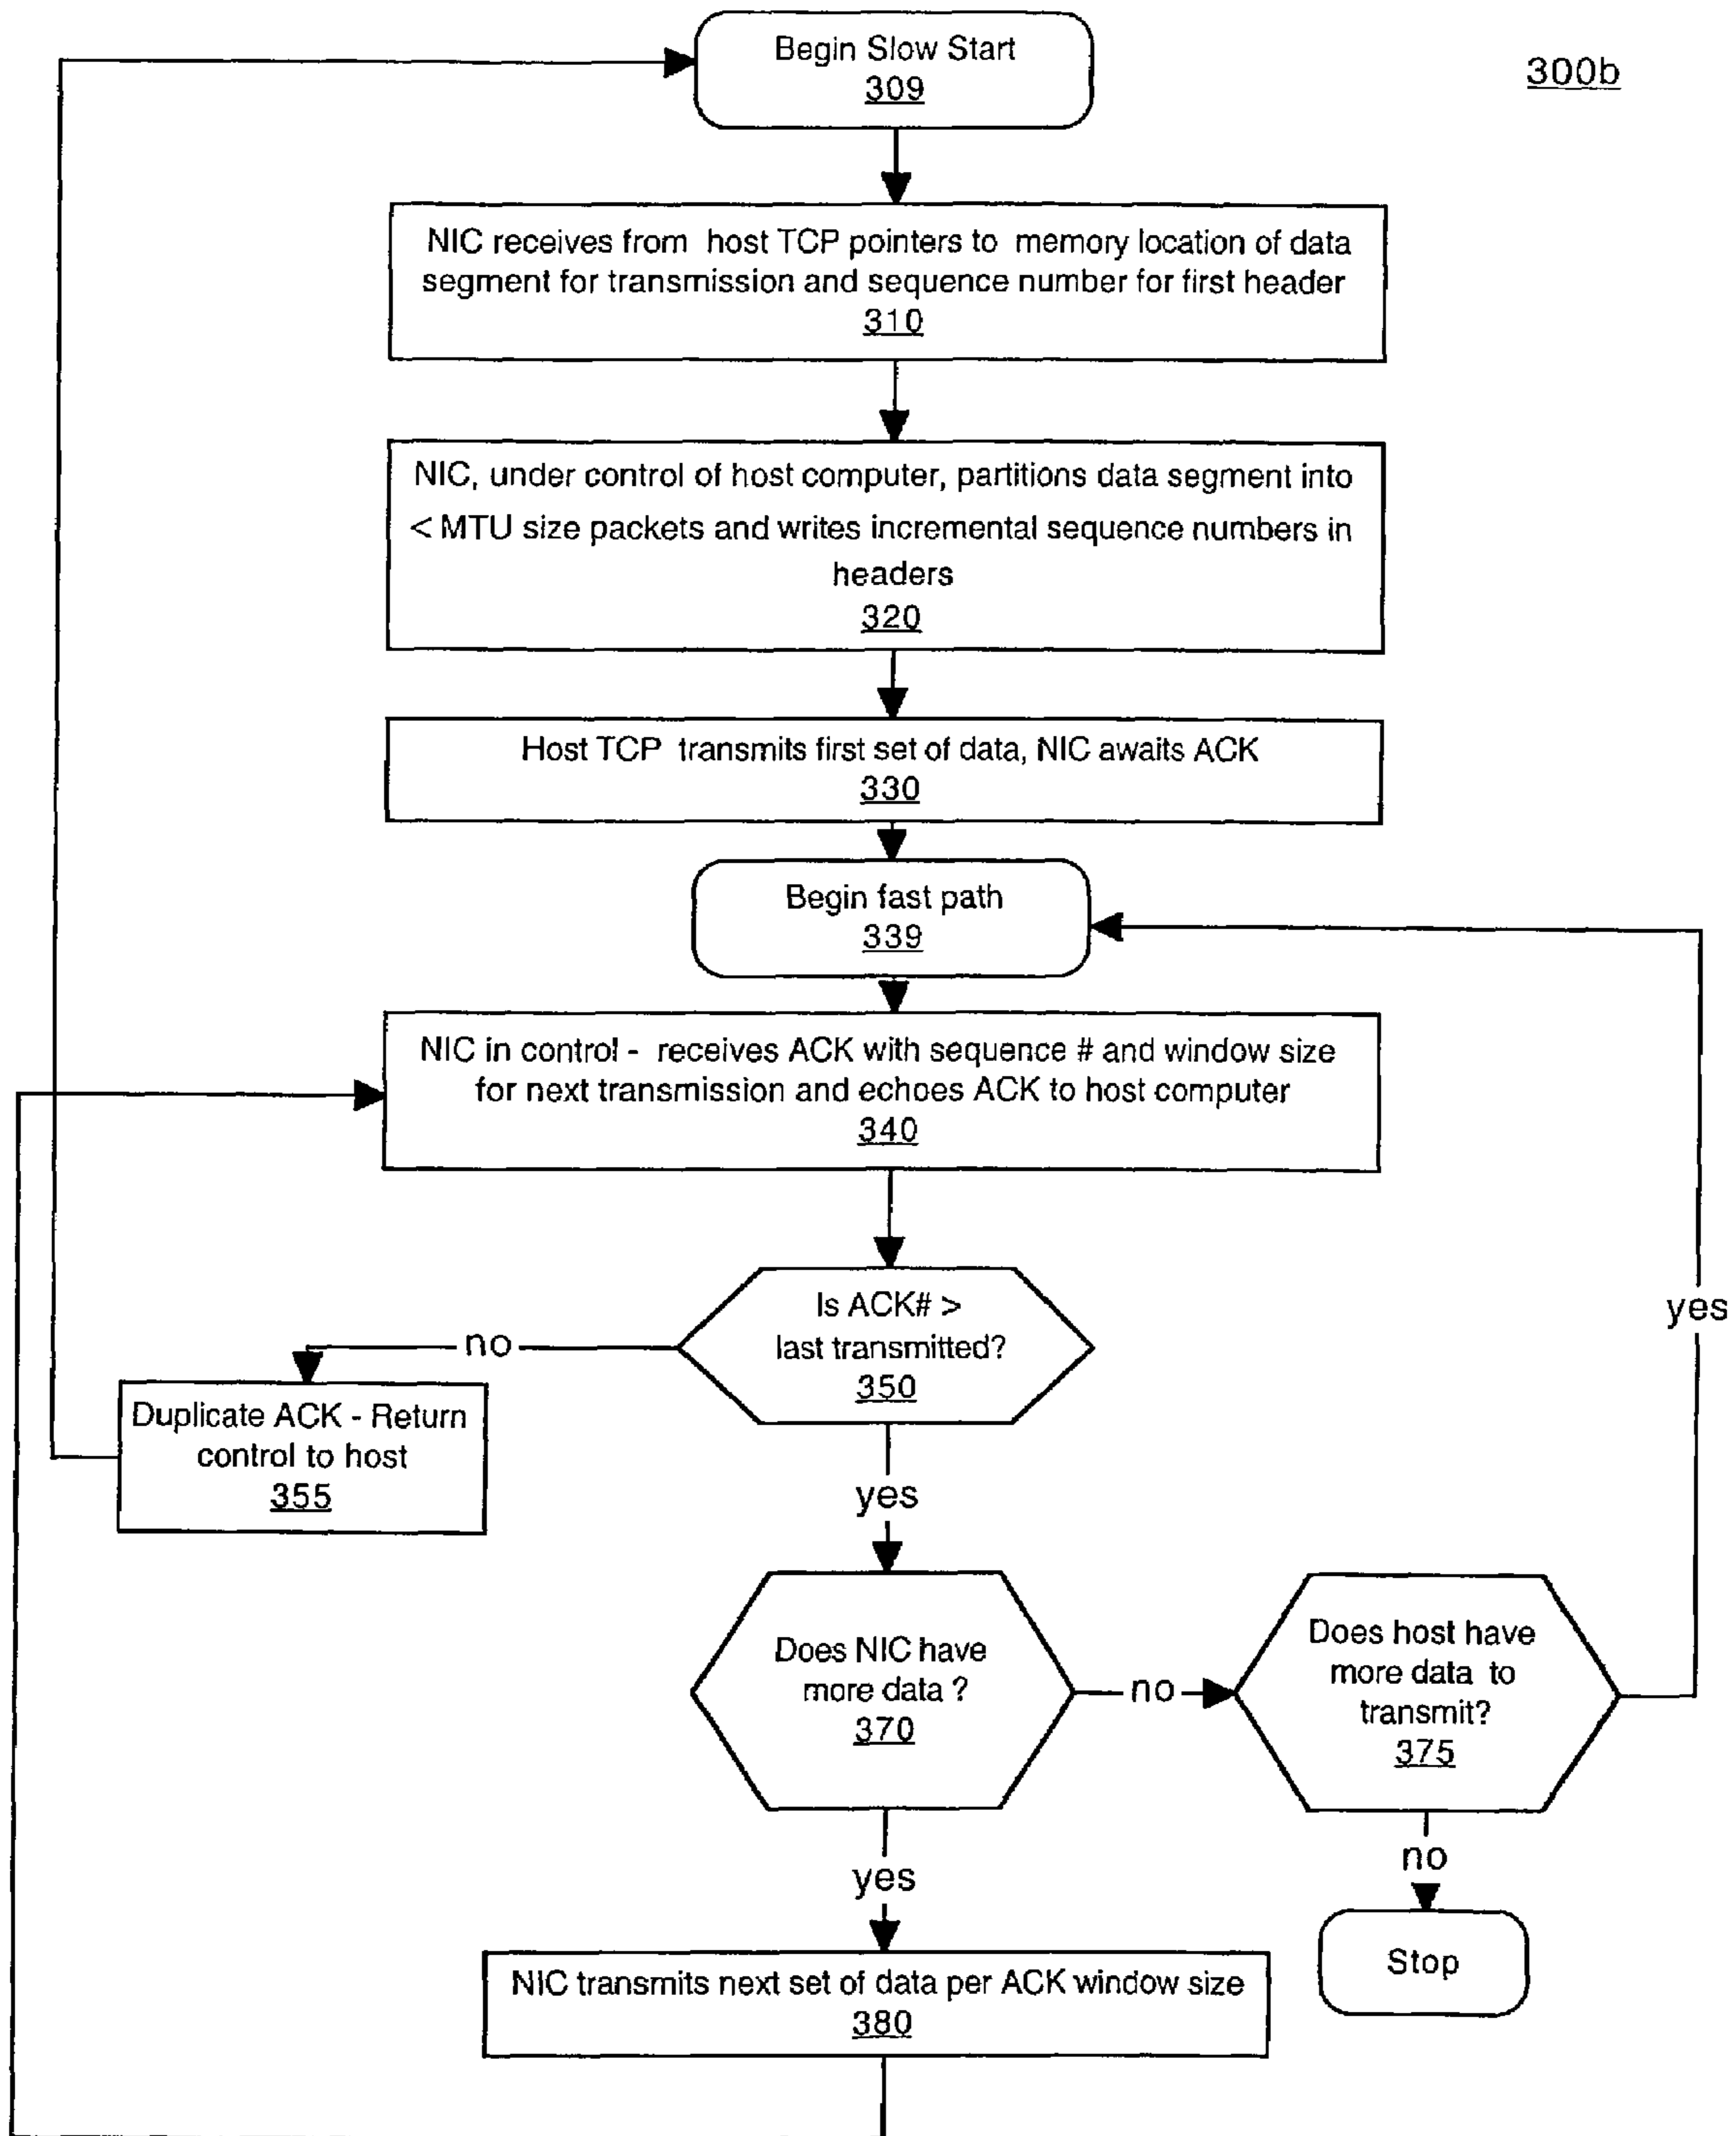 300b
Begin Slow Start
309
NIC receives from host TCP pointers to memory location of data
segment for transmission and sequence number for first header
310
NIC, under control of host computer, partitions data segment into
< MTU size packets and writes incremental sequence numbers in
headers
320
Host TCP transmits first set of data, NIC awaits ACK
330
Begin fast path
339
NIC in control - receives ACK with sequence # and window size
for next transmission and echoes ACK to host computer
340
Is ACK# >
last transmitted?
350
no
Duplicate ACK - Return
control to host
355
yes
Does NIC have
more data ?
370
no
Does host have
more data to
transmit?
375
yes
no
Stop
yes
NIC transmits next set of data per ACK window size
380